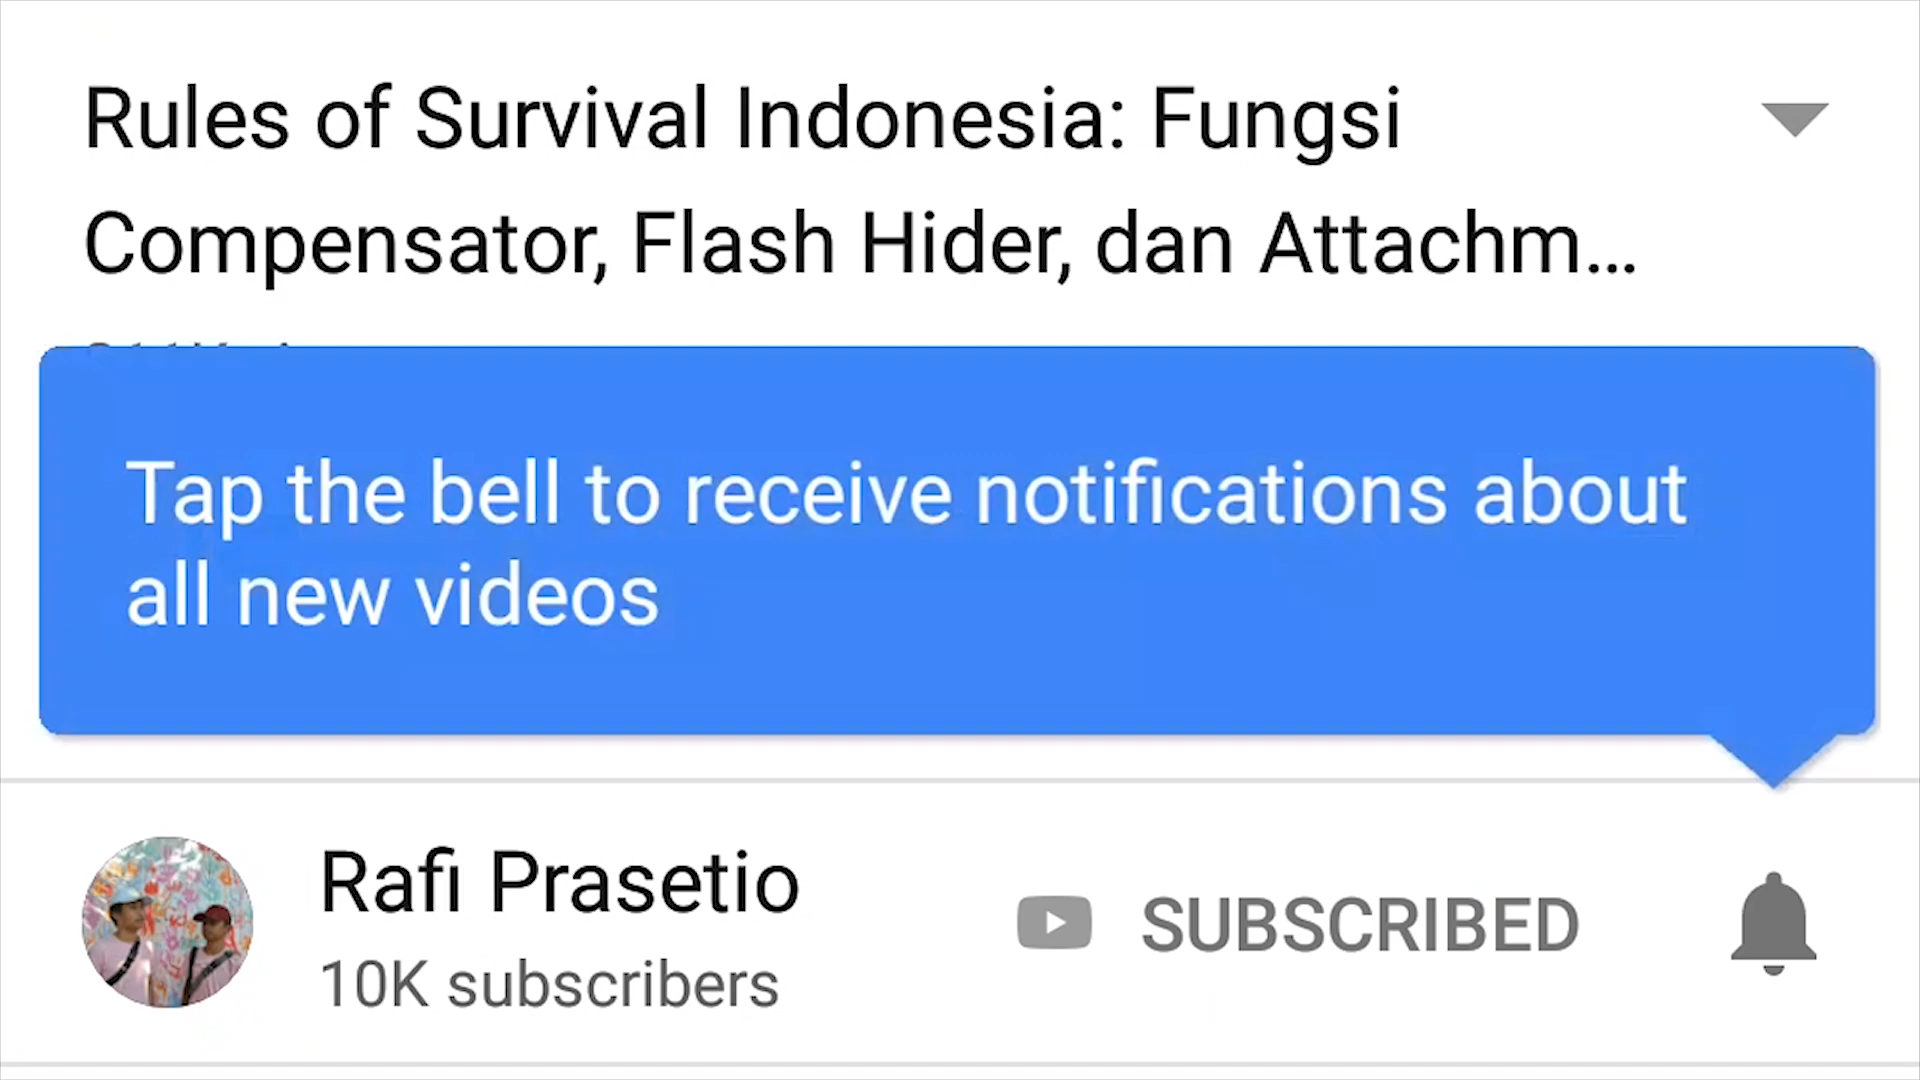 Rules of Survival Indonesia: Fungsi
Compensator, Flash Hider, dan Attachm...
Tap the bell to receive notifications about
all new videos
Rafi Prasetio
SUBSCRIBED
10K subscribers